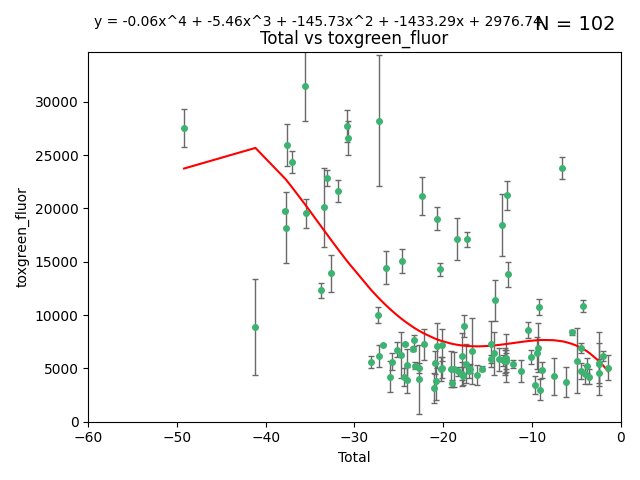 y = -0.06x^4 + -5.46x^3 + -145.73x^2 + -1433.29x + 2976.74
N = 102
Total vs toxgreen_fluor
30000
25000
20000
15000
10000
5000
0
toxgreen_fluor
−60
−50
−40
−30
−20
−10
0
Total